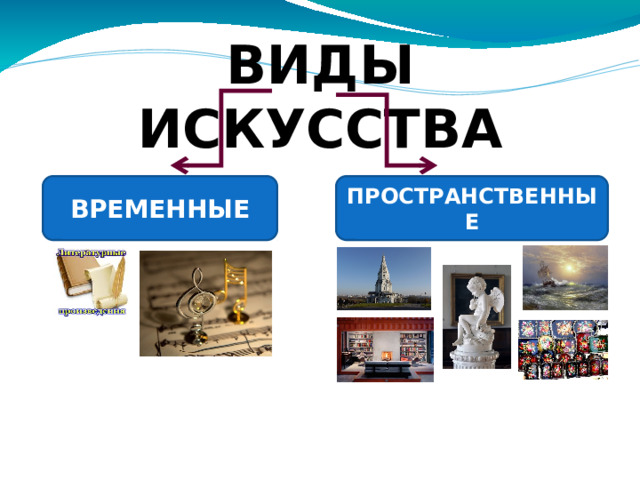 ВИДЫ
ИСКУССТВА
ВРЕМЕННЫЕ
ПРОСТРАНСТВЕННЫ
Е
Литературные
произведения